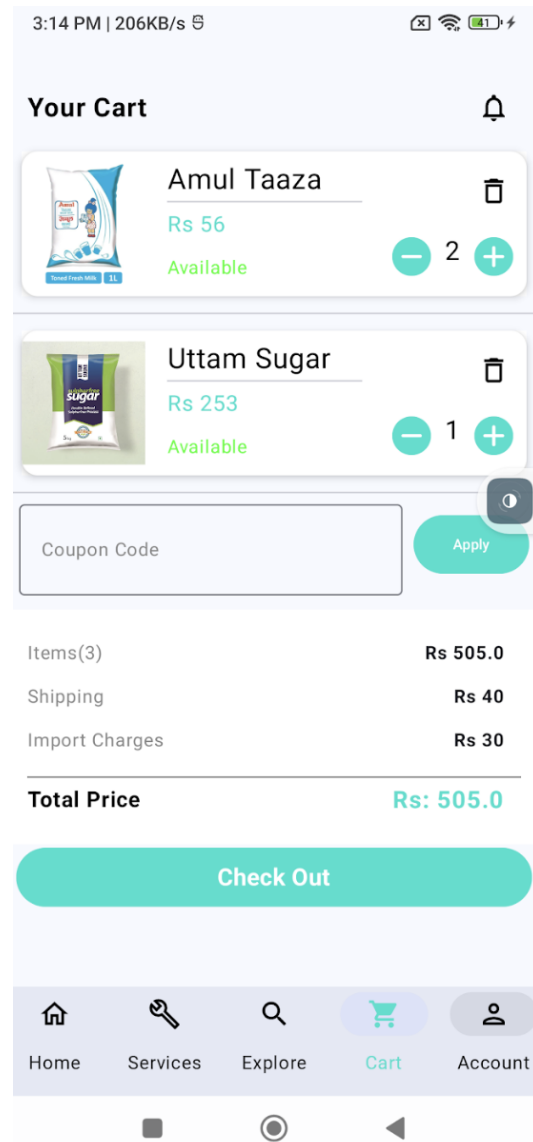 3:14 PM | 206KB/s
41
Your Cart
Amul Taaza
Rs 56
Available
2
Toned Fresh Milk 1L
Uttam Sugar
sugar
Rs 253
Available
1
Coupon Code
Apply
Items(3) Rs 505.0
Shipping Rs 40
Import Charges Rs 30
Total Price Rs: 505.0
Check Out
Home Services Explore Cart Account